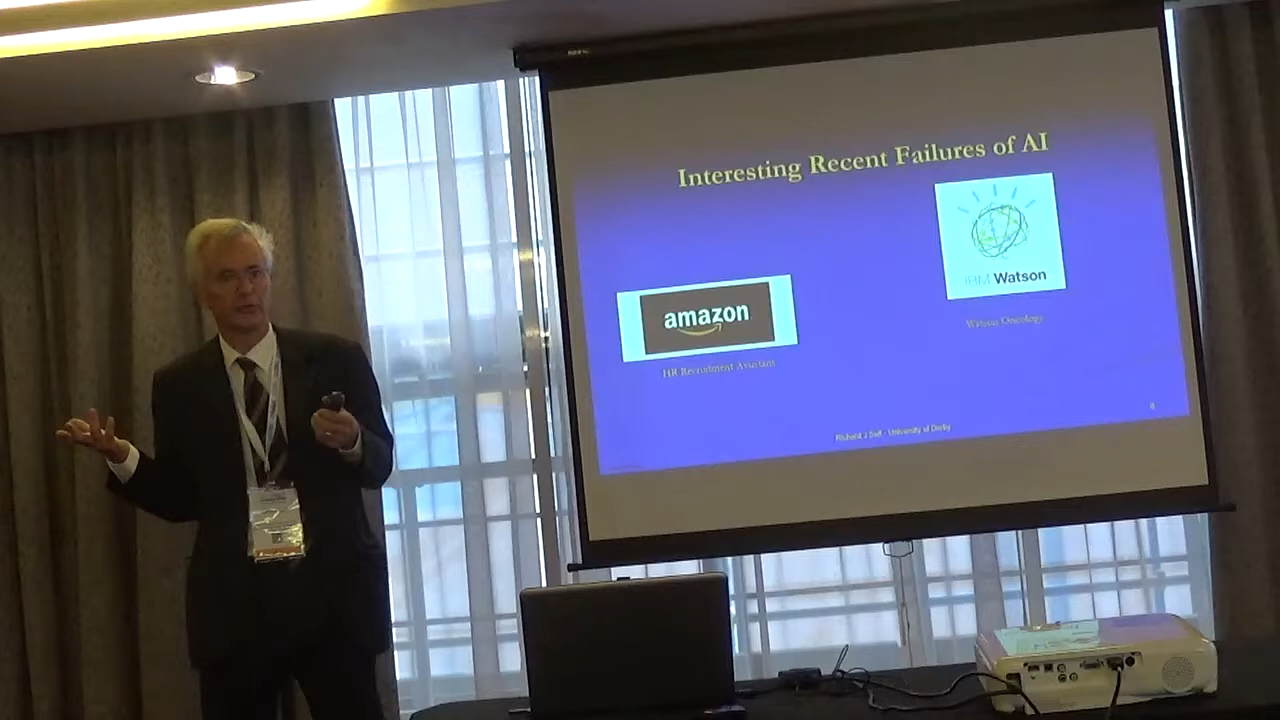 Interesting Recent Failures of AI
IBM Watson
amazon
Watson Oncology
HR Recruitment Assistant
8
Richard J Self - University of Derby